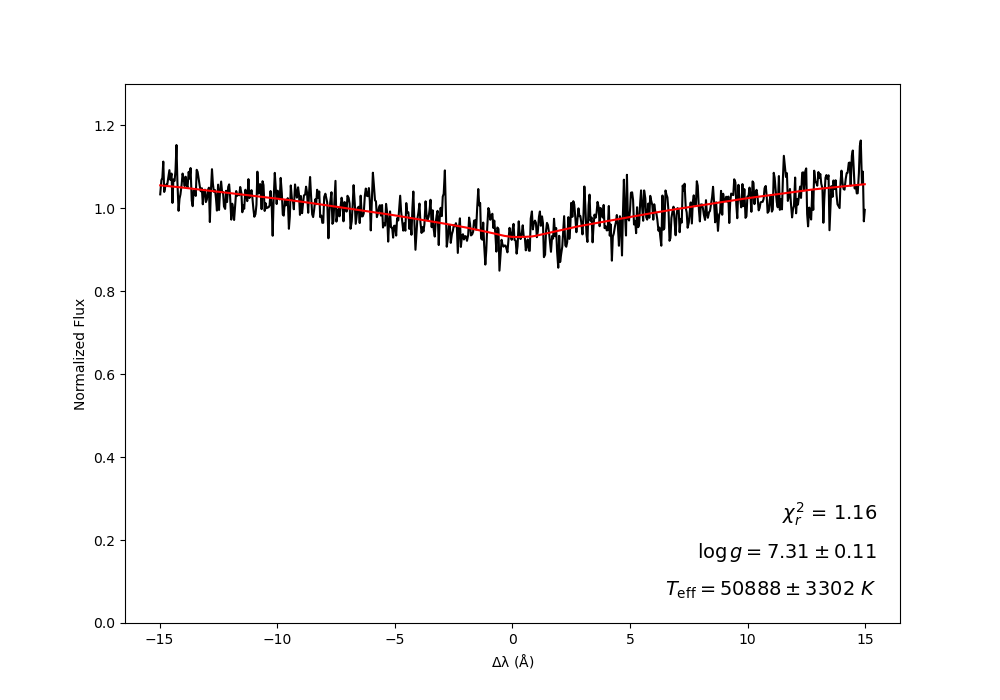 1.2
1.0
0.8
0.6
0.4
0.2
0.0
Normalized Flux
χ²ᵣ = 1.16
log g = 7.31 ± 0.11
T_eff = 50888 ± 3302 K
−15 −10 −5 0 5 10 15
Δλ (Å)